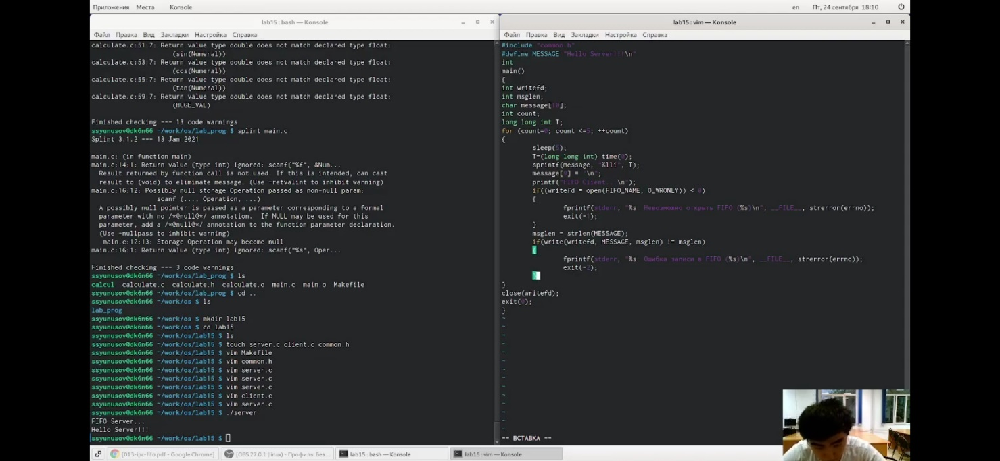 Приложения Места Konsole en Пт, 24 сентября 18:10
lab15 : bash — Konsole
Файл Правка Вид Закладки Настройка Справка
calculate.c:51:7: Return value type double does not match declared type float:
(sin(Numeral))
calculate.c:53:7: Return value type double does not match declared type float:
(cos(Numeral))
calculate.c:55:7: Return value type double does not match declared type float:
(tan(Numeral))
calculate.c:59:7: Return value type double does not match declared type float:
(HUGE_VAL)
Finished checking --- 13 code warnings
ssyunusov@dk6n66 ~/work/os/lab_prog $ splint main.c
Splint 3.1.2 --- 13 Jan 2021
main.c: (in function main)
main.c:14:1: Return value (type int) ignored: scanf("%f", &Num...
Result returned by function call is not used. If this is intended, can cast
result to (void) to eliminate message. (Use -retvalint to inhibit warning)
main.c:16:12: Possibly null storage Operation passed as non-null param:
scanf (..., Operation, ...)
A possibly null pointer is passed as a parameter corresponding to a formal
parameter with no /*@null@*/ annotation. If NULL may be used for this
parameter, add a /*@null@*/ annotation to the function parameter declaration.
(Use -nullpass to inhibit warning)
main.c:12:13: Storage Operation may become null
main.c:16:1: Return value (type int) ignored: scanf("%s", Oper...
Finished checking --- 3 code warnings
ssyunusov@dk6n66 ~/work/os/lab_prog $ ls
calcul calculate.c calculate.h calculate.o main.c main.o Makefile
ssyunusov@dk6n66 ~/work/os/lab_prog $ cd ..
ssyunusov@dk6n66 ~/work/os $ ls
lab_prog
ssyunusov@dk6n66 ~/work/os $ mkdir lab15
ssyunusov@dk6n66 ~/work/os $ cd lab15
ssyunusov@dk6n66 ~/work/os/lab15 $ ls
ssyunusov@dk6n66 ~/work/os/lab15 $ touch server.c client.c common.h
ssyunusov@dk6n66 ~/work/os/lab15 $ vim Makefile
ssyunusov@dk6n66 ~/work/os/lab15 $ vim common.h
ssyunusov@dk6n66 ~/work/os/lab15 $ vim server.c
ssyunusov@dk6n66 ~/work/os/lab15 $ vim server.c
ssyunusov@dk6n66 ~/work/os/lab15 $ vim server.c
ssyunusov@dk6n66 ~/work/os/lab15 $ vim client.c
ssyunusov@dk6n66 ~/work/os/lab15 $ vim server.c
ssyunusov@dk6n66 ~/work/os/lab15 $ ./server
FIFO Server...
Hello Server!!!
ssyunusov@dk6n66 ~/work/os/lab15 $
lab15 : vim — Konsole
Файл Правка Вид Закладки Настройка Справка
#include "common.h"
#define MESSAGE "Hello Server!!!\n"
int
main()
{
int writefd;
int msglen;
char message[10];
int count;
long long int T;
for (count=0; count <=5; ++count)
{
sleep(5);
T=(long long int) time(0);
sprintf(message, "%lli", T);
message[9] = '\n';
printf("FIFO Client...\n");
if((writefd = open(FIFO_NAME, O_WRONLY)) < 0)
{
fprintf(stderr, "%s: Невозможно открыть FIFO (%s)\n", __FILE__, strerror(errno));
exit(-1);
}
msglen = strlen(MESSAGE);
if(write(writefd, MESSAGE, msglen) != msglen)
{
fprintf(stderr, "%s: Ошибка записи в FIFO (%s)\n", __FILE__, strerror(errno));
exit(-2);
}
}
close(writefd);
exit(0);
}
~
~
~
~
~
~
~
~
~
~
~
~
~
~
-- ВСТАВКА --
[013-ipc-fifo.pdf - Google Chrome] [OBS 27.0.1 (linux) - Профиль: Без... lab15 : bash — Konsole lab15 : vim — Konsole